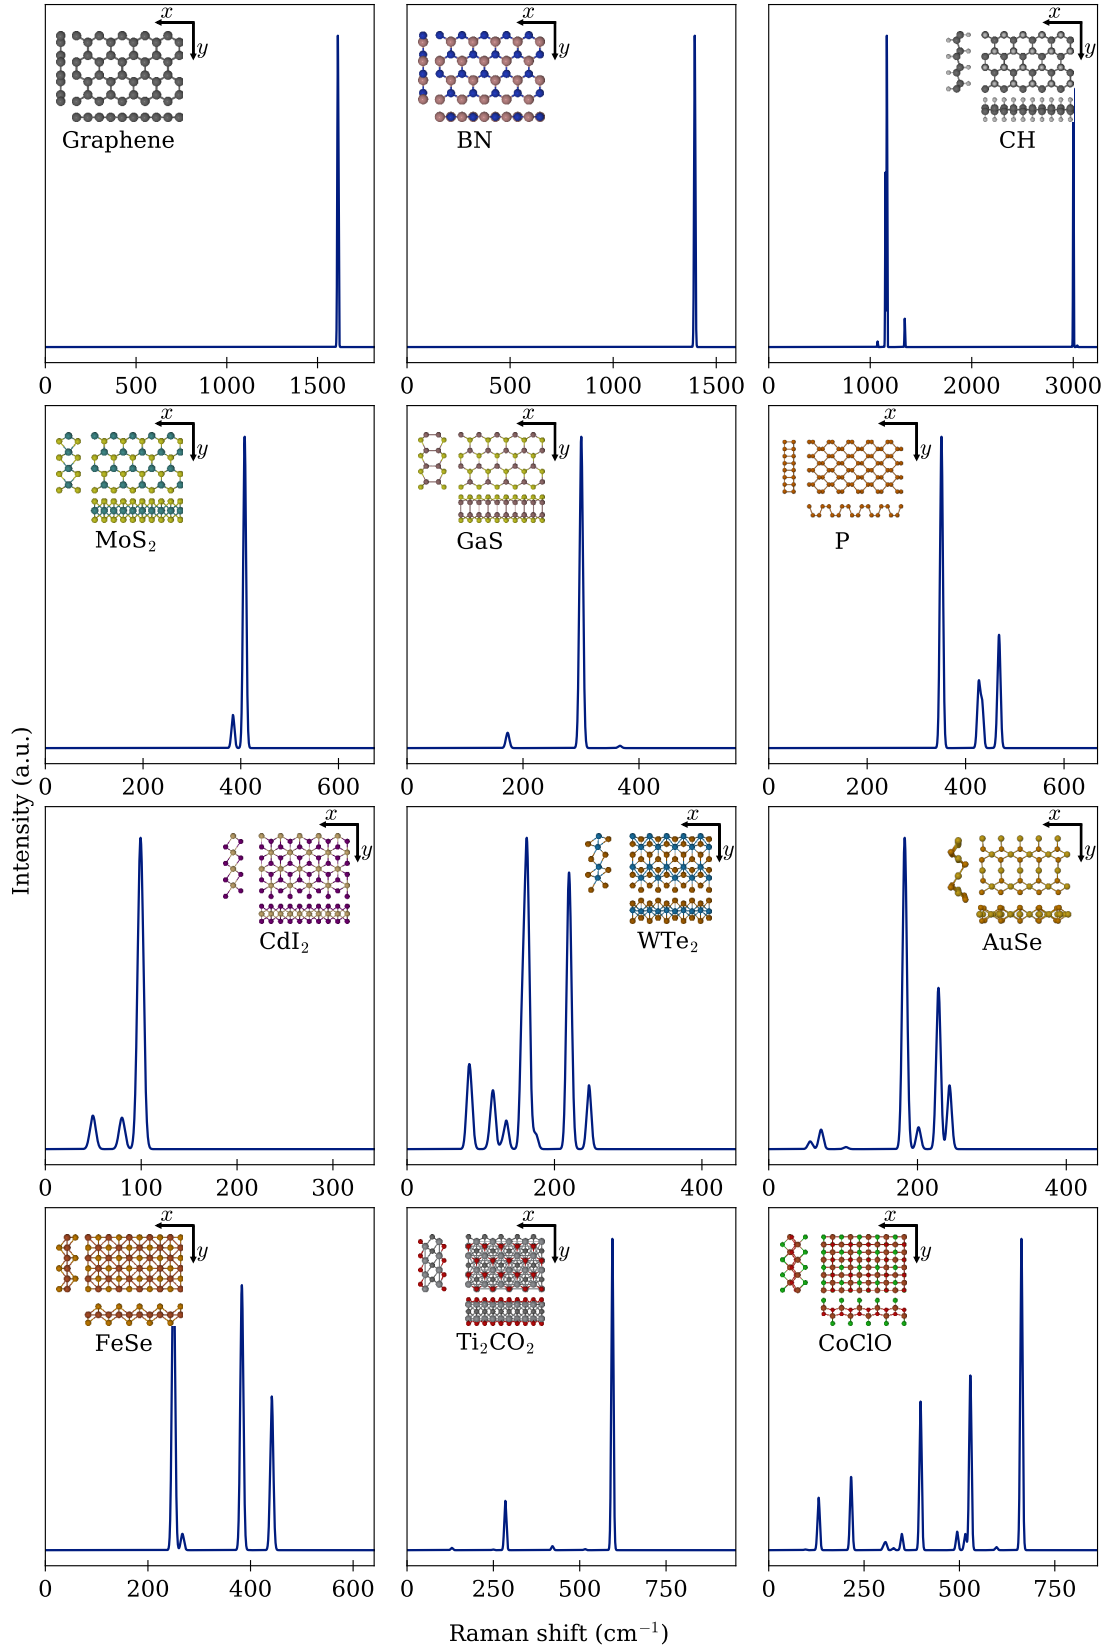 x
y
Graphene
0 500 1000 1500
x
y
BN
0 500 1000 1500
x
y
CH
0 1000 2000 3000
x
y
MoS₂
0 200 400 600
x
y
GaS
0 200 400
x
y
P
0 200 400 600
Intensity (a.u.)
x
y
CdI₂
0 100 200 300
x
y
WTe₂
0 200 400
x
y
AuSe
0 200 400
x
y
FeSe
0 200 400 600
x
y
Ti₂CO₂
0 250 500 750
x
y
CoClO
0 250 500 750
Raman shift (cm⁻¹)